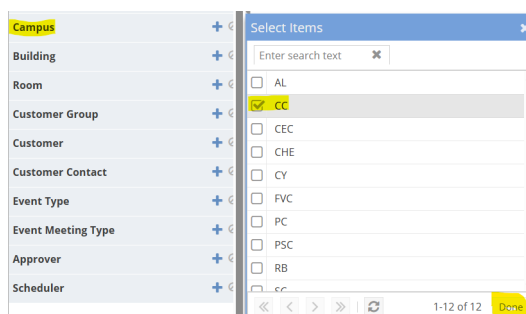 Campus
Building
Room
Customer Group
Customer
Customer Contact
Event Type
Event Meeting Type
Approver
Scheduler
Select Items
Enter search text
AL
CC
CEC
CHE
CY
FVC
PC
PSC
RB
SC
1-12 of 12 Done